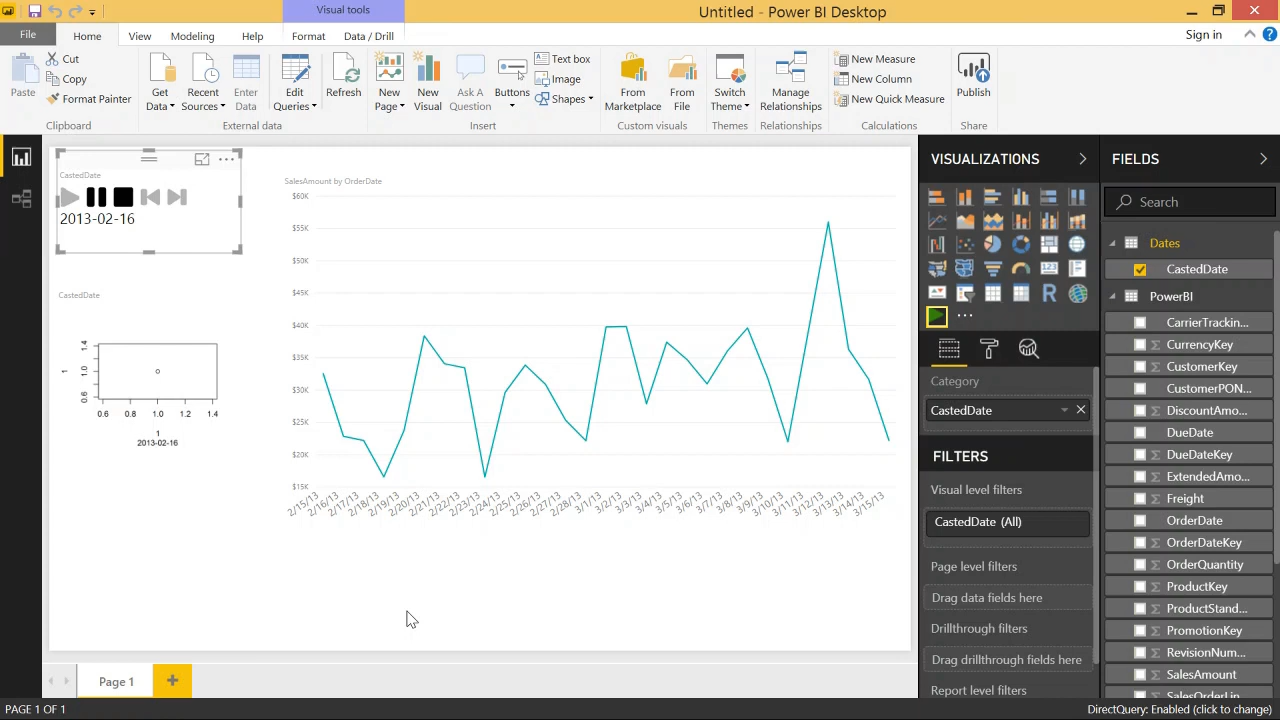 Visual tools
Untitled - Power BI Desktop
File
Home
View
Modeling
Help
Format
Data / Drill
Sign in
Paste
Cut
Copy
Format Painter
Clipboard
Get Data
Recent Sources
Enter Data
Edit Queries
Refresh
External data
New Page
New Visual
Ask A Question
Buttons
Text box
Image
Shapes
Insert
From Marketplace
From File
Custom visuals
Switch Theme
Themes
Manage Relationships
Relationships
New Measure
New Column
New Quick Measure
Calculations
Publish
Share
CastedDate
2013-02-16
CastedDate
1.4
1.0
0.6
1
0.6 0.8 1.0 1.2 1.4
1
2013-02-16
SalesAmount by OrderDate
$60K
$55K
$50K
$45K
$40K
$35K
$30K
$25K
$20K
$15K
2/15/13 2/16/13 2/17/13 2/18/13 2/19/13 2/20/13 2/21/13 2/22/13 2/23/13 2/24/13 2/25/13 2/26/13 2/27/13 2/28/13 3/1/13 3/2/13 3/3/13 3/4/13 3/5/13 3/6/13 3/7/13 3/8/13 3/9/13 3/10/13 3/11/13 3/12/13 3/13/13 3/14/13 3/15/13
VISUALIZATIONS
123
R
Category
CastedDate
FILTERS
Visual level filters
CastedDate (All)
Page level filters
Drag data fields here
Drillthrough filters
Drag drillthrough fields here
Report level filters
FIELDS
Search
Dates
CastedDate
PowerBI
CarrierTrackin...
CurrencyKey
CustomerKey
CustomerPON...
DiscountAmo...
DueDate
DueDateKey
ExtendedAmo...
Freight
OrderDate
OrderDateKey
OrderQuantity
ProductKey
ProductStand...
PromotionKey
RevisionNum...
SalesAmount
SalesOrderLin...
Page 1
PAGE 1 OF 1
DirectQuery: Enabled (click to change)